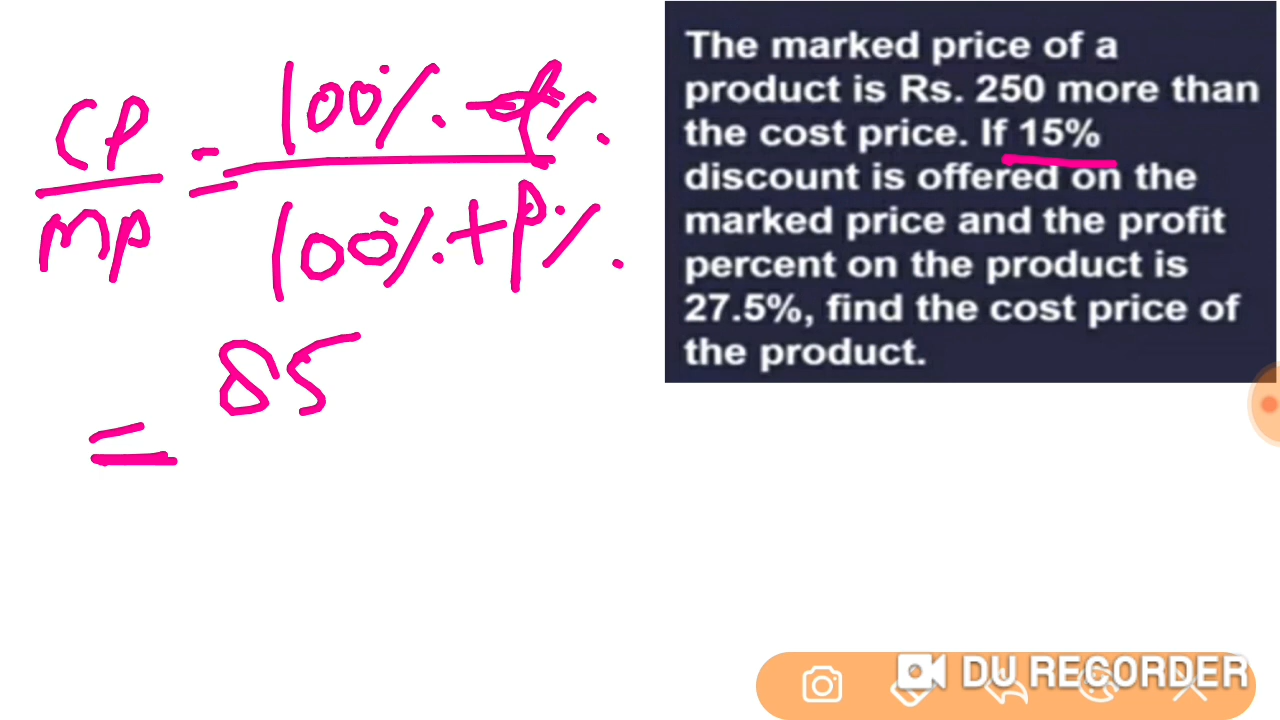 CP/MP = 100% - d% / 100% + P%
= 85
The marked price of a
product is Rs. 250 more than
the cost price. If 15%
discount is offered on the
marked price and the profit
percent on the product is
27.5%, find the cost price of
the product.
DU RECORDER